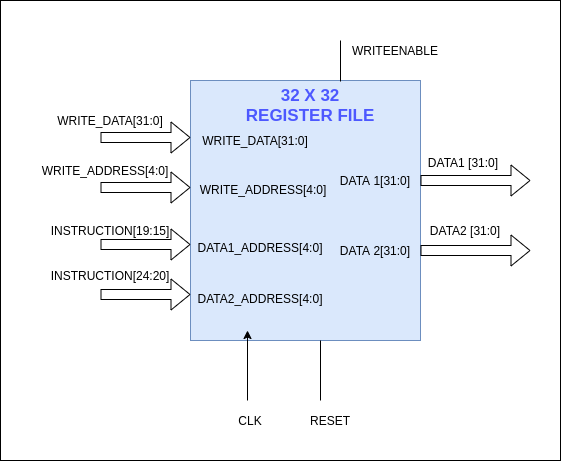 WRITEENABLE
32 X 32
REGISTER FILE
WRITE_DATA[31:0]
WRITE_DATA[31:0]
WRITE_ADDRESS[4:0]
WRITE_ADDRESS[4:0]
DATA 1[31:0]
DATA1 [31:0]
INSTRUCTION[19:15]
DATA1_ADDRESS[4:0]
DATA 2[31:0]
DATA2 [31:0]
INSTRUCTION[24:20]
DATA2_ADDRESS[4:0]
CLK
RESET